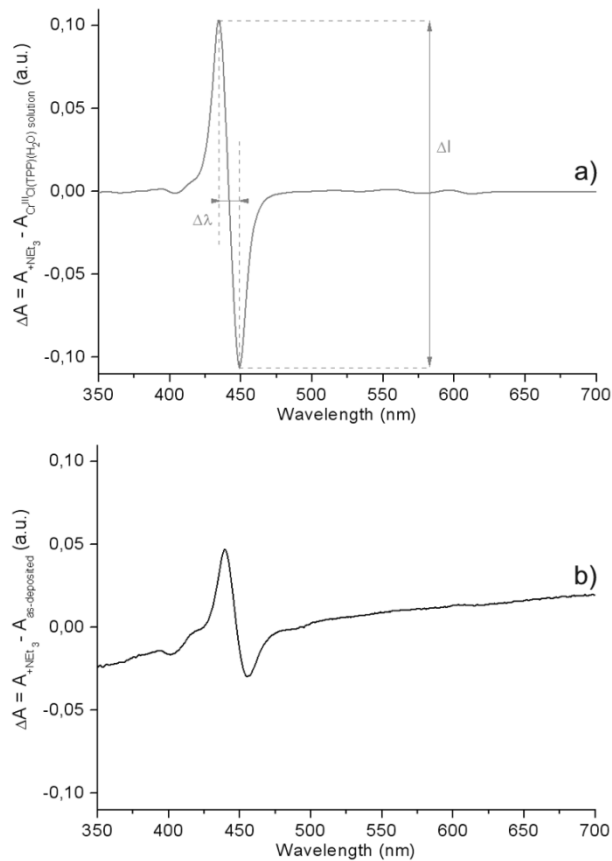 ΔA = A+NEt3 - ACrIIICl(TPP)(H2O) solution (a.u.)
0,10
0,05
0,00
-0,05
-0,10
Δλ
ΔI
a)
350 400 450 500 550 600 650 700
Wavelength (nm)
ΔA = A+NEt3 - Aas-deposited (a.u.)
0,10
0,05
0,00
-0,05
-0,10
b)
350 400 450 500 550 600 650 700
Wavelength (nm)